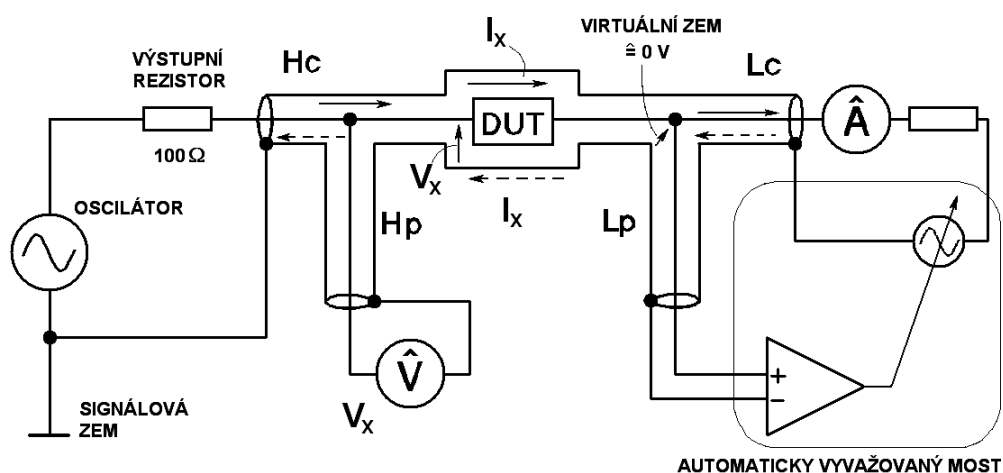 VÝSTUPNÍ
REZISTOR
100 Ω
Hc
Iₓ
VIRTUÁLNÍ ZEM
≙ 0 V
Lc
Â
DUT
Vₓ
Iₓ
OSCILÁTOR
Hp
Lp
V̂
Vₓ
+
−
SIGNÁLOVÁ
ZEM
AUTOMATICKY VYVAŽOVANÝ MOST